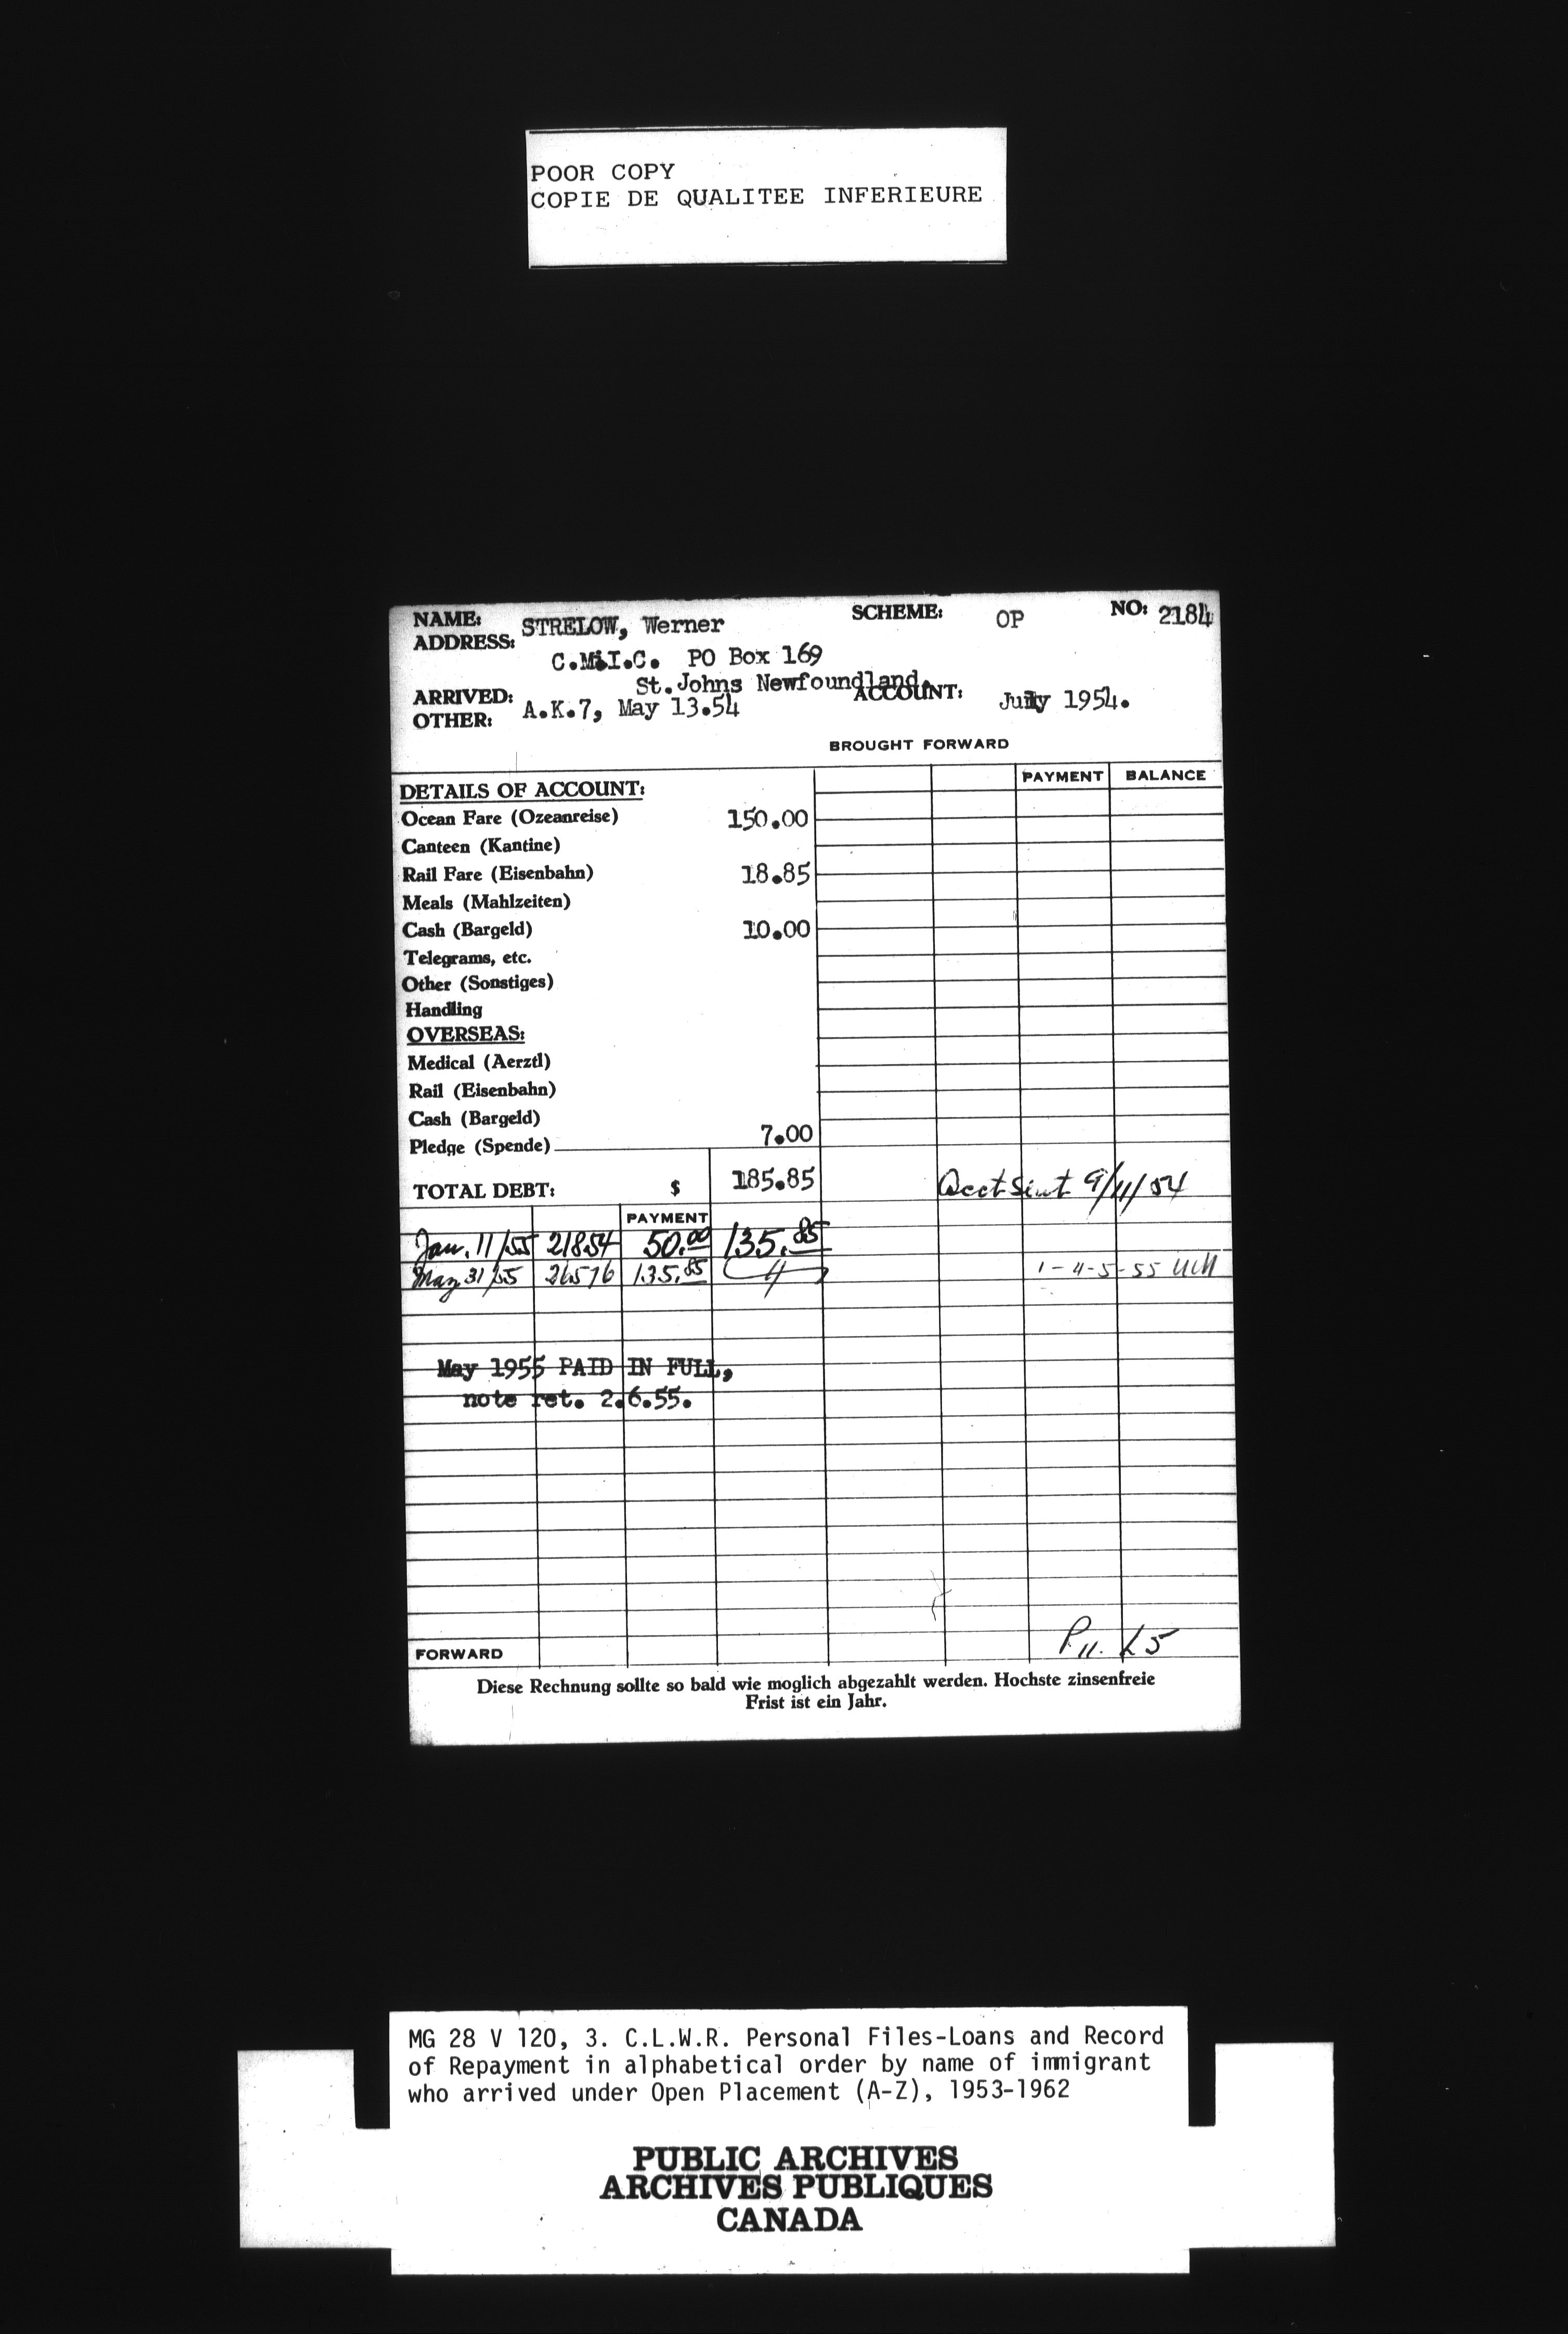 POOR COPY
COPIE DE QUALITEE INFERIEURE
NAME: STRELOW, Werner SCHEME: OP NO: 2184
ADDRESS: C.M.I.C. PO Box 169
St.Johns Newfoundland.
ARRIVED: A.K.7, May 13.54 ACCOUNT: July 1954.
OTHER:
BROUGHT FORWARD
PAYMENT BALANCE
DETAILS OF ACCOUNT:
Ocean Fare (Ozeanreise) 150.00
Canteen (Kantine)
Rail Fare (Eisenbahn) 18.85
Meals (Mahlzeiten)
Cash (Bargeld) 10.00
Telegrams, etc.
Other (Sonstiges)
Handling
OVERSEAS:
Medical (Aerztl)
Rail (Eisenbahn)
Cash (Bargeld)
Pledge (Spende) 7.00
TOTAL DEBT: $ 185.85 Acct Sent 9/11/54
PAYMENT
Jan. 11/55 21854 50.00 135.85
May 31/55 26576 135.85 1-4-5-55
May 1955 PAID IN FULL,
note ret. 2.6.55.
FORWARD
Diese Rechnung sollte so bald wie moglich abgezahlt werden. Hochste zinsenfreie
Frist ist ein Jahr.
MG 28 V 120, 3. C.L.W.R. Personal Files-Loans and Record
of Repayment in alphabetical order by name of immigrant
who arrived under Open Placement (A-Z), 1953-1962
PUBLIC ARCHIVES
ARCHIVES PUBLIQUES
CANADA